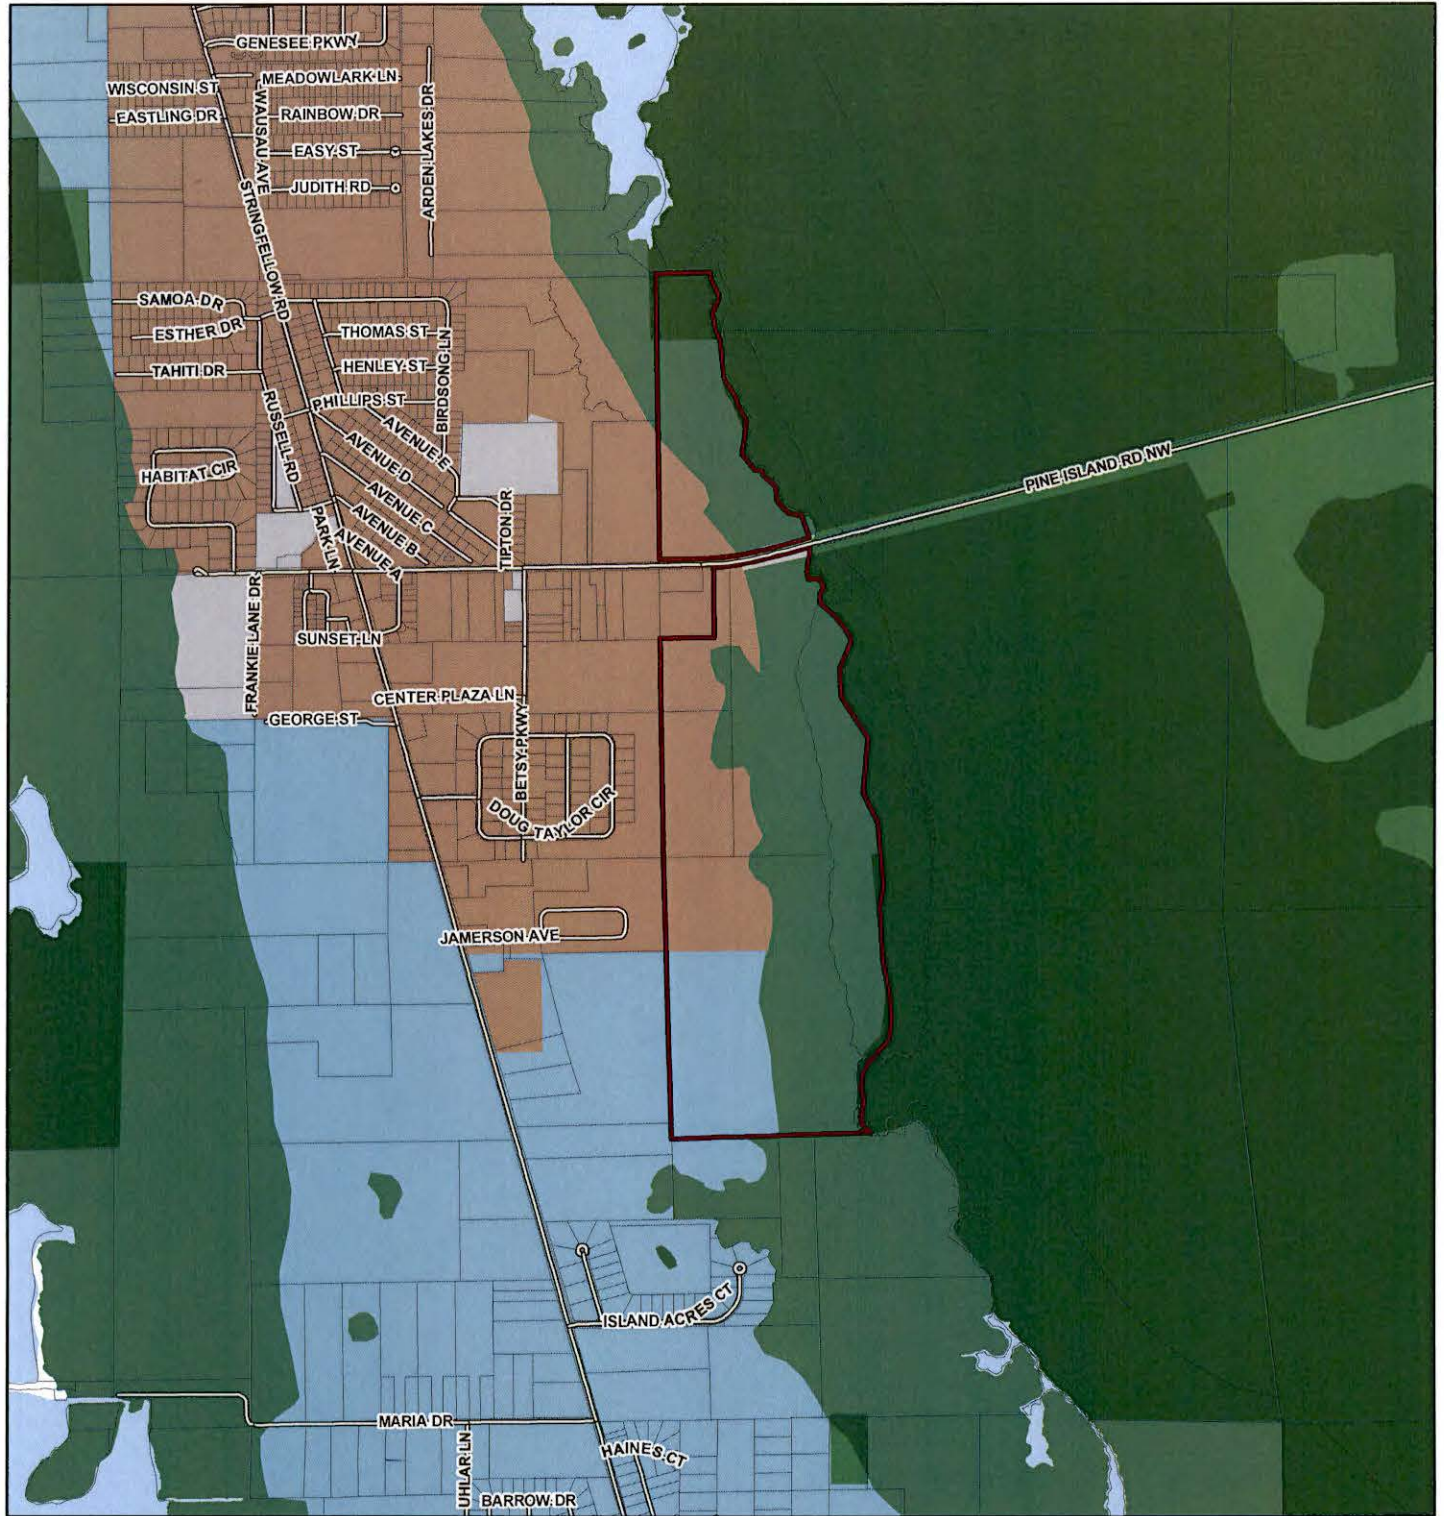 GENESEE PKWY
MEADOWLARK LN
WISCONSIN ST
WAUSAU AVE
RAINBOW DR
EASTLING DR
ARDEN LAKES DR
EASY ST
JUDITH RD
STRINGFELLOW RD
SAMOA DR
ESTHER DR
THOMAS ST
BIRDSONG LN
TAHITI DR
HENLEY ST
RUSSELL RD
PHILLIPS ST
AVENUE E
AVENUE D
HABITAT CIR
PINE ISLAND RD NW
AVENUE C
PARK LN
AVENUE B
TIPTON DR
AVENUE A
FRANKIE LANE DR
SUNSET LN
CENTER PLAZA LN
GEORGE ST
BETSY PKWY
DOUG TAYLOR CIR
JAMERSON AVE
ISLAND ACRES CT
MARIA DR
UHLAR LN
HAINES CT
BARROW DR